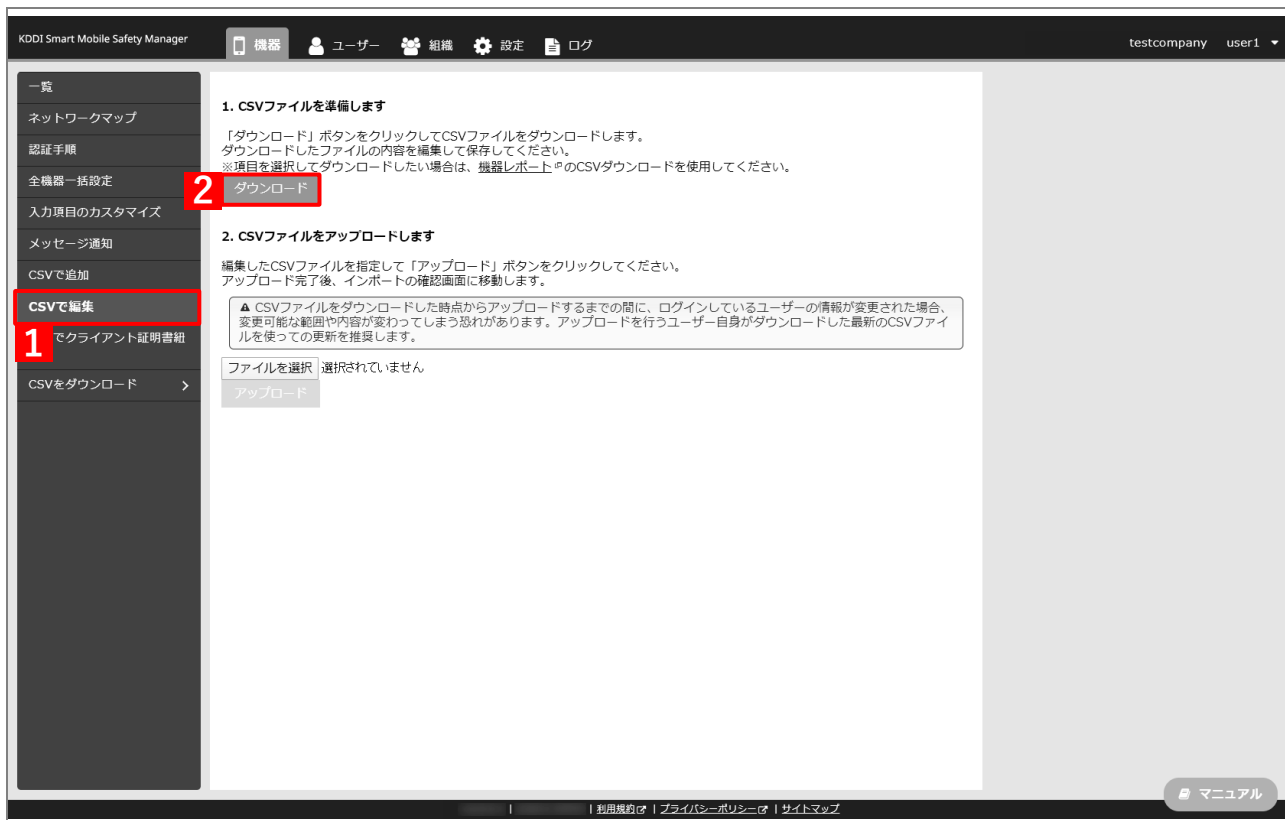 KDDI Smart Mobile Safety Manager
機器
ユーザー
組織
設定
ログ
testcompany user1
一覧
ネットワークマップ
認証手順
全機器一括設定
入力項目のカスタマイズ
メッセージ通知
CSVで追加
CSVで編集
1
でクライアント証明書紐
CSVをダウンロード
1. CSVファイルを準備します
「ダウンロード」ボタンをクリックしてCSVファイルをダウンロードします。
ダウンロードしたファイルの内容を編集して保存してください。
※項目を選択してダウンロードしたい場合は、機器レポートのCSVダウンロードを使用してください。
2
ダウンロード
2. CSVファイルをアップロードします
編集したCSVファイルを指定して「アップロード」ボタンをクリックしてください。
アップロード完了後、インポートの確認画面に移動します。
CSVファイルをダウンロードした時点からアップロードするまでの間に、ログインしているユーザーの情報が変更された場合、
変更可能な範囲や内容が変わってしまう恐れがあります。アップロードを行うユーザー自身がダウンロードした最新のCSVファイ
ルを使っての更新を推奨します。
ファイルを選択 選択されていません
アップロード
マニュアル
| | 利用規約 | プライバシーポリシー | サイトマップ